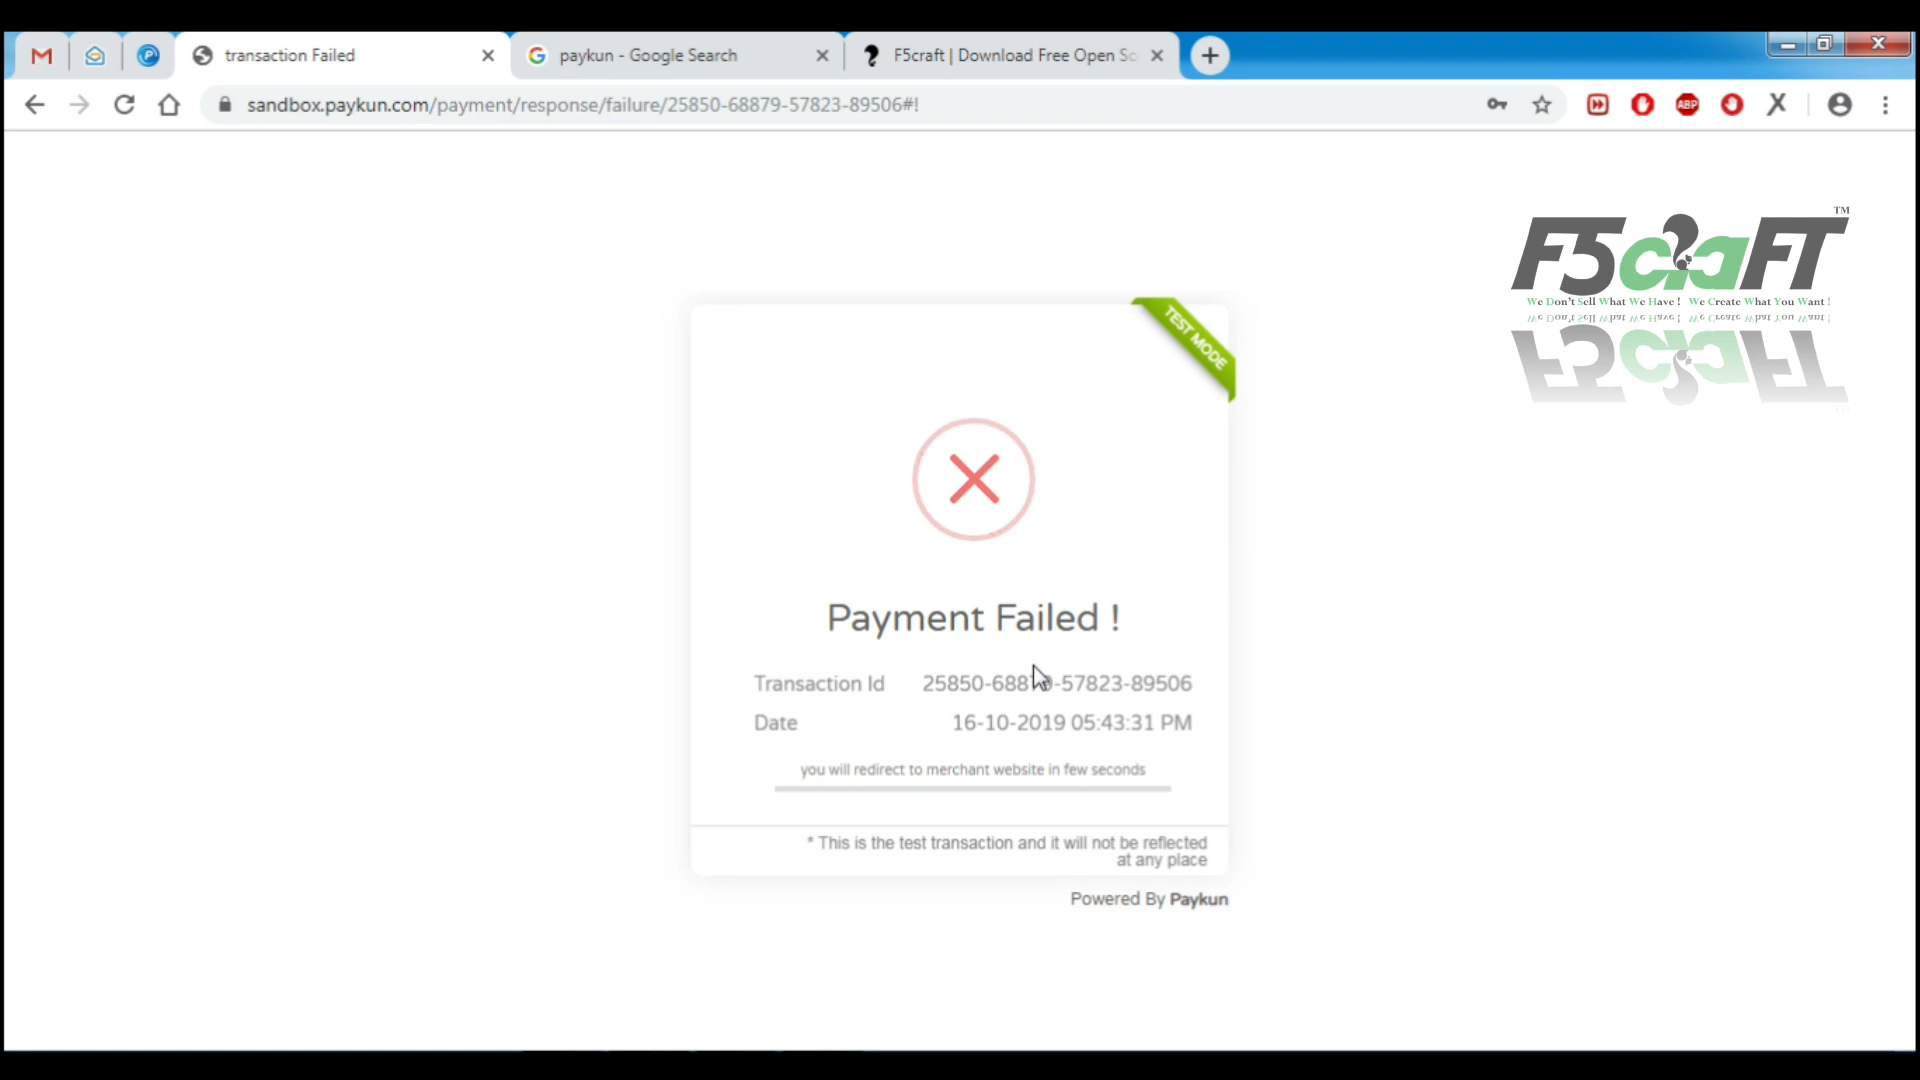 transaction Failed
paykun - Google Search
F5craft | Download Free Open So
sandbox.paykun.com/payment/response/failure/25850-68879-57823-89506#!
ABP
F5craFT TM
We Don't Sell What We Have ! We Create What You Want !
TEST MODE
Payment Failed !
Transaction Id 25850-68879-57823-89506
Date 16-10-2019 05:43:31 PM
you will redirect to merchant website in few seconds
* This is the test transaction and it will not be reflected
at any place
Powered By Paykun